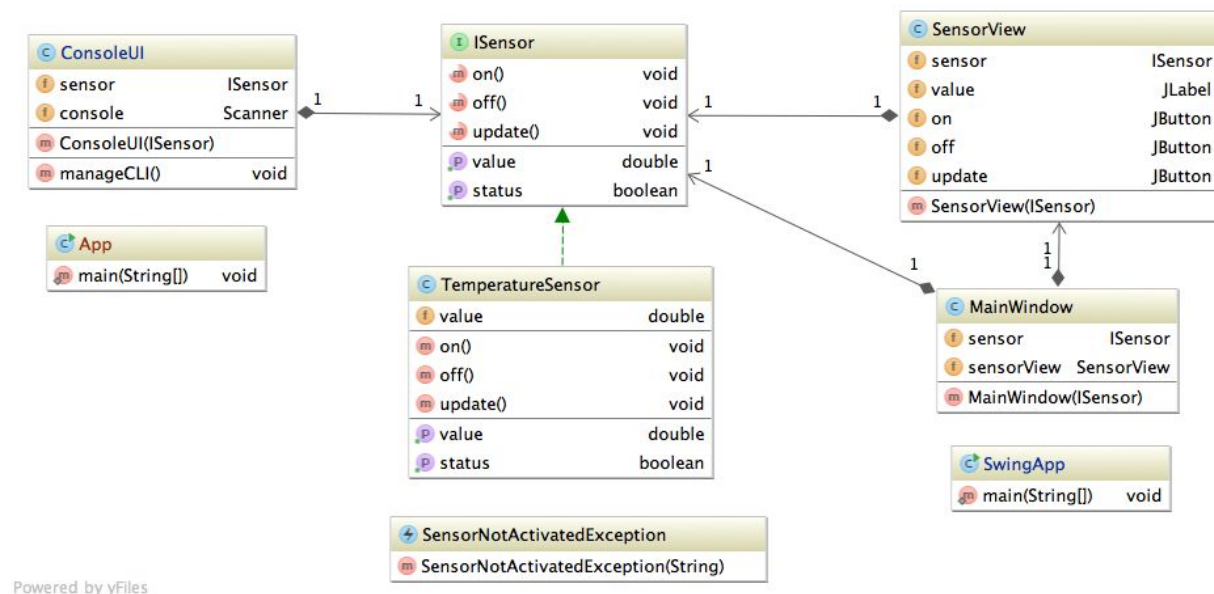 ConsoleUI
sensor ISensor
console Scanner
ConsoleUI(ISensor)
manageCLI() void
1 1
App
main(String[]) void
ISensor
on() void
off() void
update() void
value double
status boolean
1 1
1
1
SensorView
sensor ISensor
value JLabel
on JButton
off JButton
update JButton
SensorView(ISensor)
1
1
TemperatureSensor
value double
on() void
off() void
update() void
value double
status boolean
MainWindow
sensor ISensor
sensorView SensorView
MainWindow(ISensor)
SwingApp
main(String[]) void
SensorNotActivatedException
SensorNotActivatedException(String)
Powered by yFiles